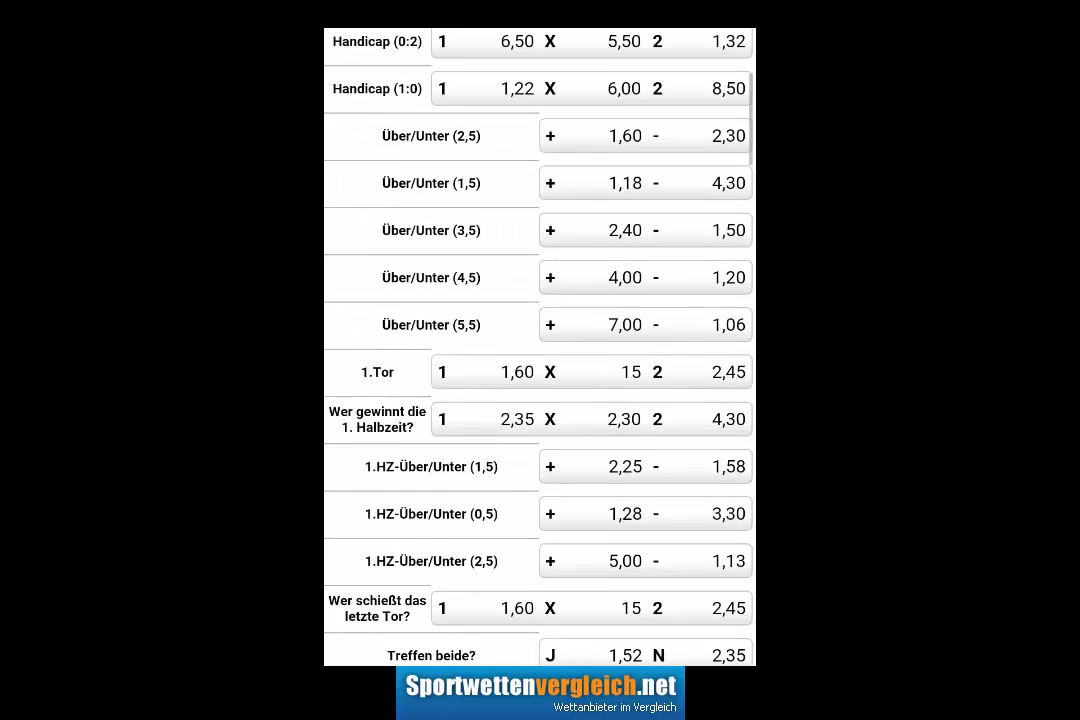 Handicap (0:2) 1 6,50 X 5,50 2 1,32
Handicap (1:0) 1 1,22 X 6,00 2 8,50
Über/Unter (2,5) + 1,60 - 2,30
Über/Unter (1,5) + 1,18 - 4,30
Über/Unter (3,5) + 2,40 - 1,50
Über/Unter (4,5) + 4,00 - 1,20
Über/Unter (5,5) + 7,00 - 1,06
1.Tor 1 1,60 X 15 2 2,45
Wer gewinnt die
1. Halbzeit? 1 2,35 X 2,30 2 4,30
1.HZ-Über/Unter (1,5) + 2,25 - 1,58
1.HZ-Über/Unter (0,5) + 1,28 - 3,30
1.HZ-Über/Unter (2,5) + 5,00 - 1,13
Wer schießt das
letzte Tor? 1 1,60 X 15 2 2,45
Treffen beide? J 1,52 N 2,35
Sportwettenvergleich.net
Wettanbieter im Vergleich